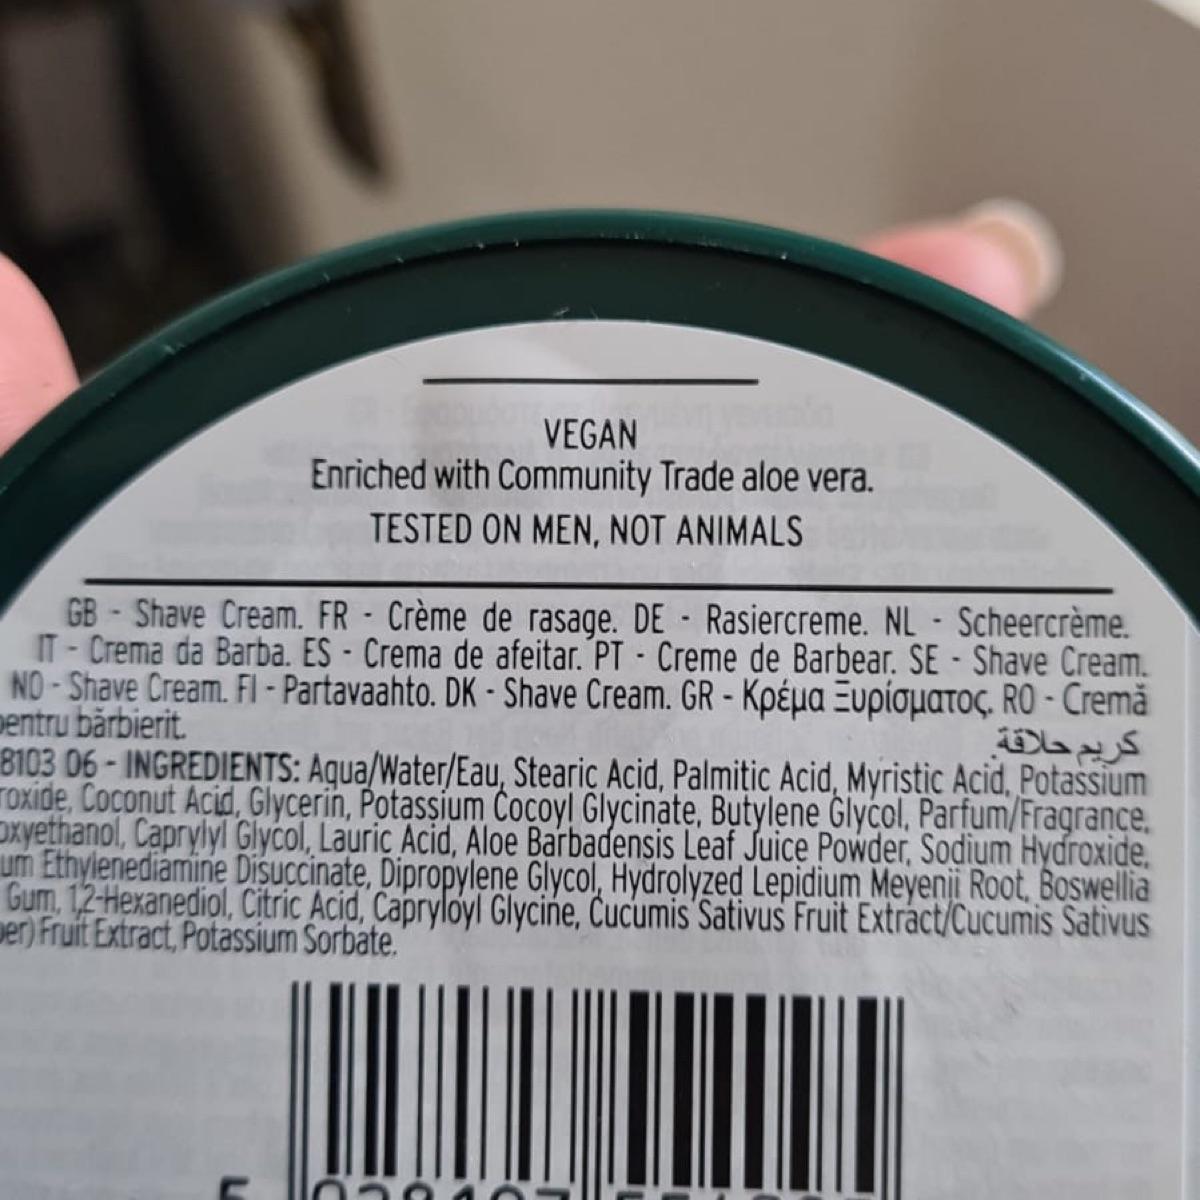 VEGAN
Enriched with Community Trade aloe vera.
TESTED ON MEN, NOT ANIMALS
GB - Shave Cream. FR - Crème de rasage. DE - Rasiercreme. NL - Scheercrème.
IT - Crema da Barba. ES - Crema de afeitar. PT - Creme de Barbear. SE - Shave Cream.
NO - Shave Cream. FI - Partavaahto. DK - Shave Cream. GR - Κρέμα Ξυρίσματος. RO - Cremă
pentru bărbierit.
كريم حلاقة
8103 06 - INGREDIENTS: Aqua/Water/Eau, Stearic Acid, Palmitic Acid, Myristic Acid, Potassium
roxide, Coconut Acid, Glycerin, Potassium Cocoyl Glycinate, Butylene Glycol, Parfum/Fragrance,
oxyethanol, Caprylyl Glycol, Lauric Acid, Aloe Barbadensis Leaf Juice Powder, Sodium Hydroxide,
um Ethylenediamine Disuccinate, Dipropylene Glycol, Hydrolyzed Lepidium Meyenii Root, Boswellia
Gum, 1,2-Hexanediol, Citric Acid, Capryloyl Glycine, Cucumis Sativus Fruit Extract/Cucumis Sativus
ber) Fruit Extract, Potassium Sorbate.